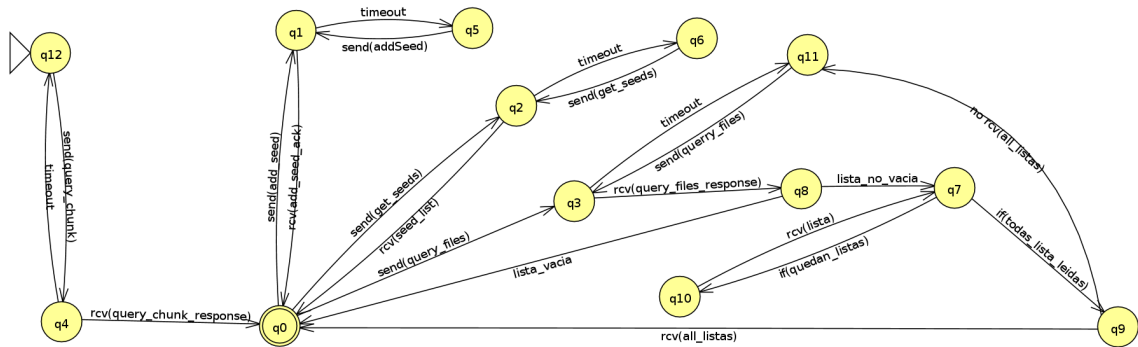 timeout
q1
q5
send(addSeed)
q12
q6
timeout
send(get_seeds)
q11
q2
timeout
send(querry_files)
no rcv(all_listas)
send(query_chunk)
timeout
send(add_seed)
rcv(add_seed_ack)
send(get_seeds)
rcv(seed_list)
q3
rcv(query_files_response)
q8
lista_no_vacia
q7
send(query_files)
lista_vacia
rcv(lista)
if(quedan_listas)
if(todas_lista_leidas)
q10
q4
rcv(query_chunk_response)
q0
rcv(all_listas)
q9